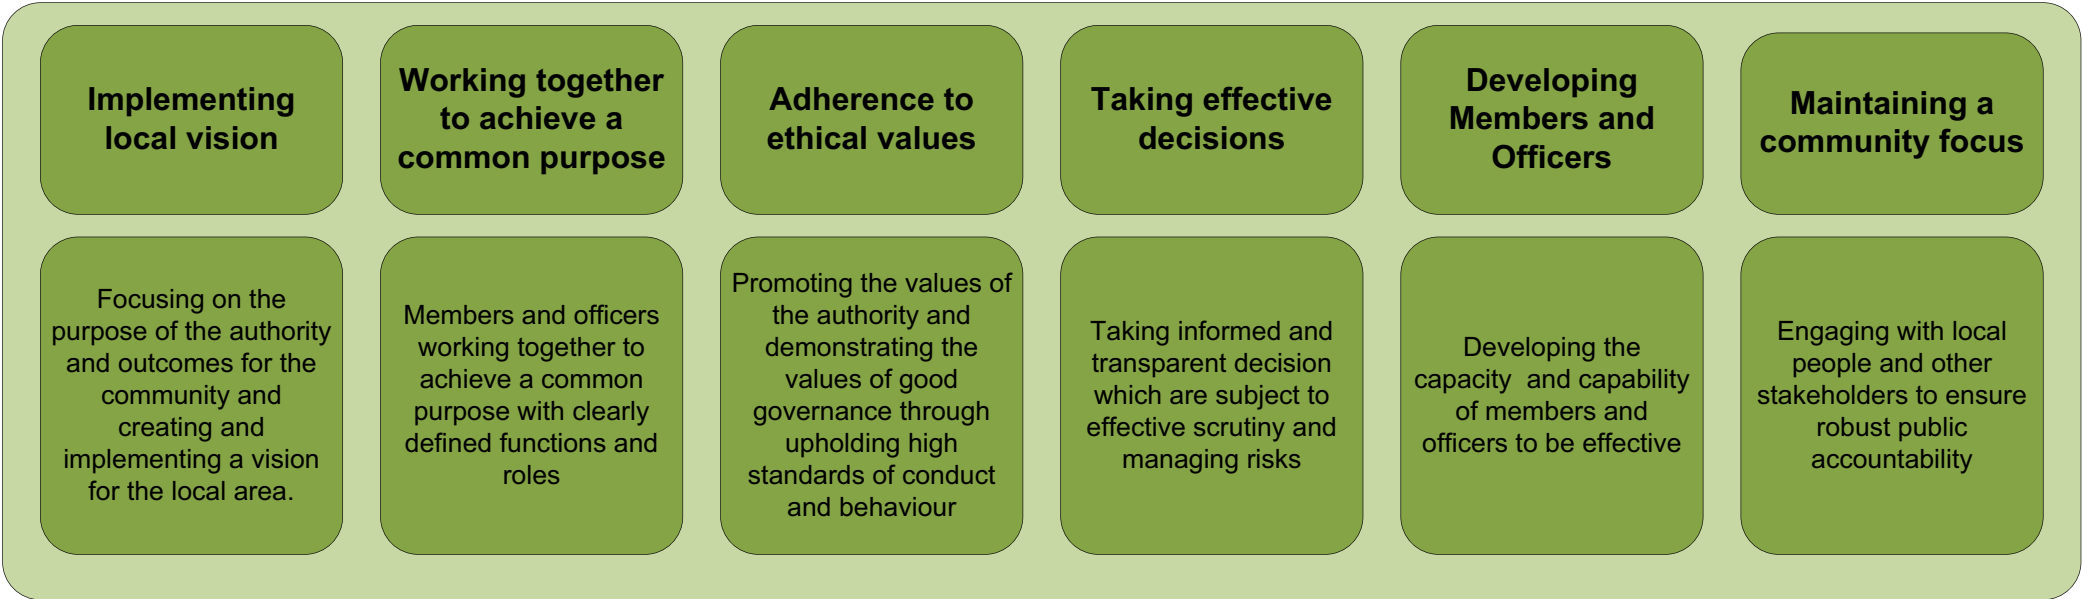 Implementing
local vision
Working together
to achieve a
common purpose
Adherence to
ethical values
Taking effective
decisions
Developing
Members and
Officers
Maintaining a
community focus
Focusing on the
purpose of the authority
and outcomes for the
community and
creating and
implementing a vision
for the local area.
Members and officers
working together to
achieve a common
purpose with clearly
defined functions and
roles
Promoting the values of
the authority and
demonstrating the
values of good
governance through
upholding high
standards of conduct
and behaviour
Taking informed and
transparent decision
which are subject to
effective scrutiny and
managing risks
Developing the
capacity  and capability
of members and
officers to be effective
Engaging with local
people and other
stakeholders to ensure
robust public
accountability